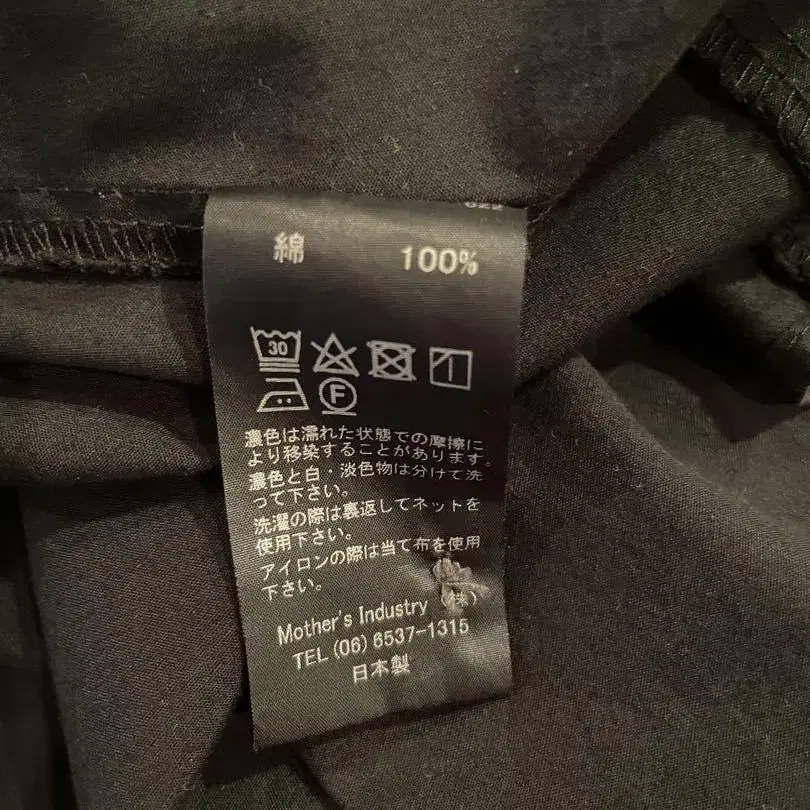 綿 100%
30
F
濃色は濡れた状態での摩擦に
より移染することがあります。
濃色と白・淡色物は分けて洗
って下さい。
洗濯の際は裏返してネットを
使用下さい。
アイロンの際は当て布を使用
下さい。
Mother's Industry (株)
TEL (06) 6537-1315
日本製